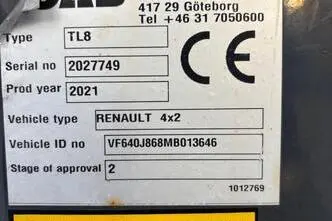 417 29 Göteborg
Tel +46 31 7050600
Type TL8
Serial no 2027749
Prod year 2021
CE
Vehicle type RENAULT 4x2
Vehicle ID no VF640J868MB013646
Stage of approval 2
1012769